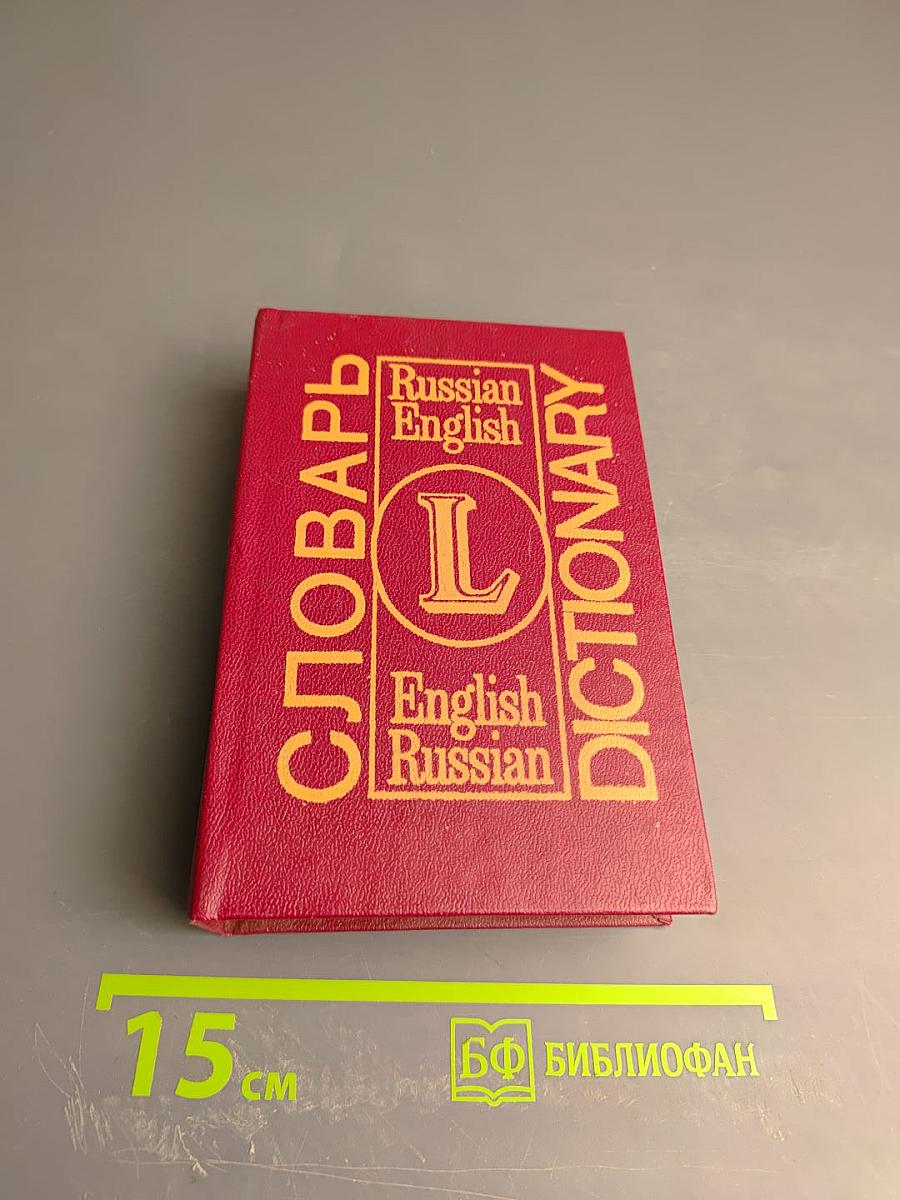 СЛОВАРЬ
Russian
English
L
English
Russian
DICTIONARY
15 см
БФ БИБЛИОФАН